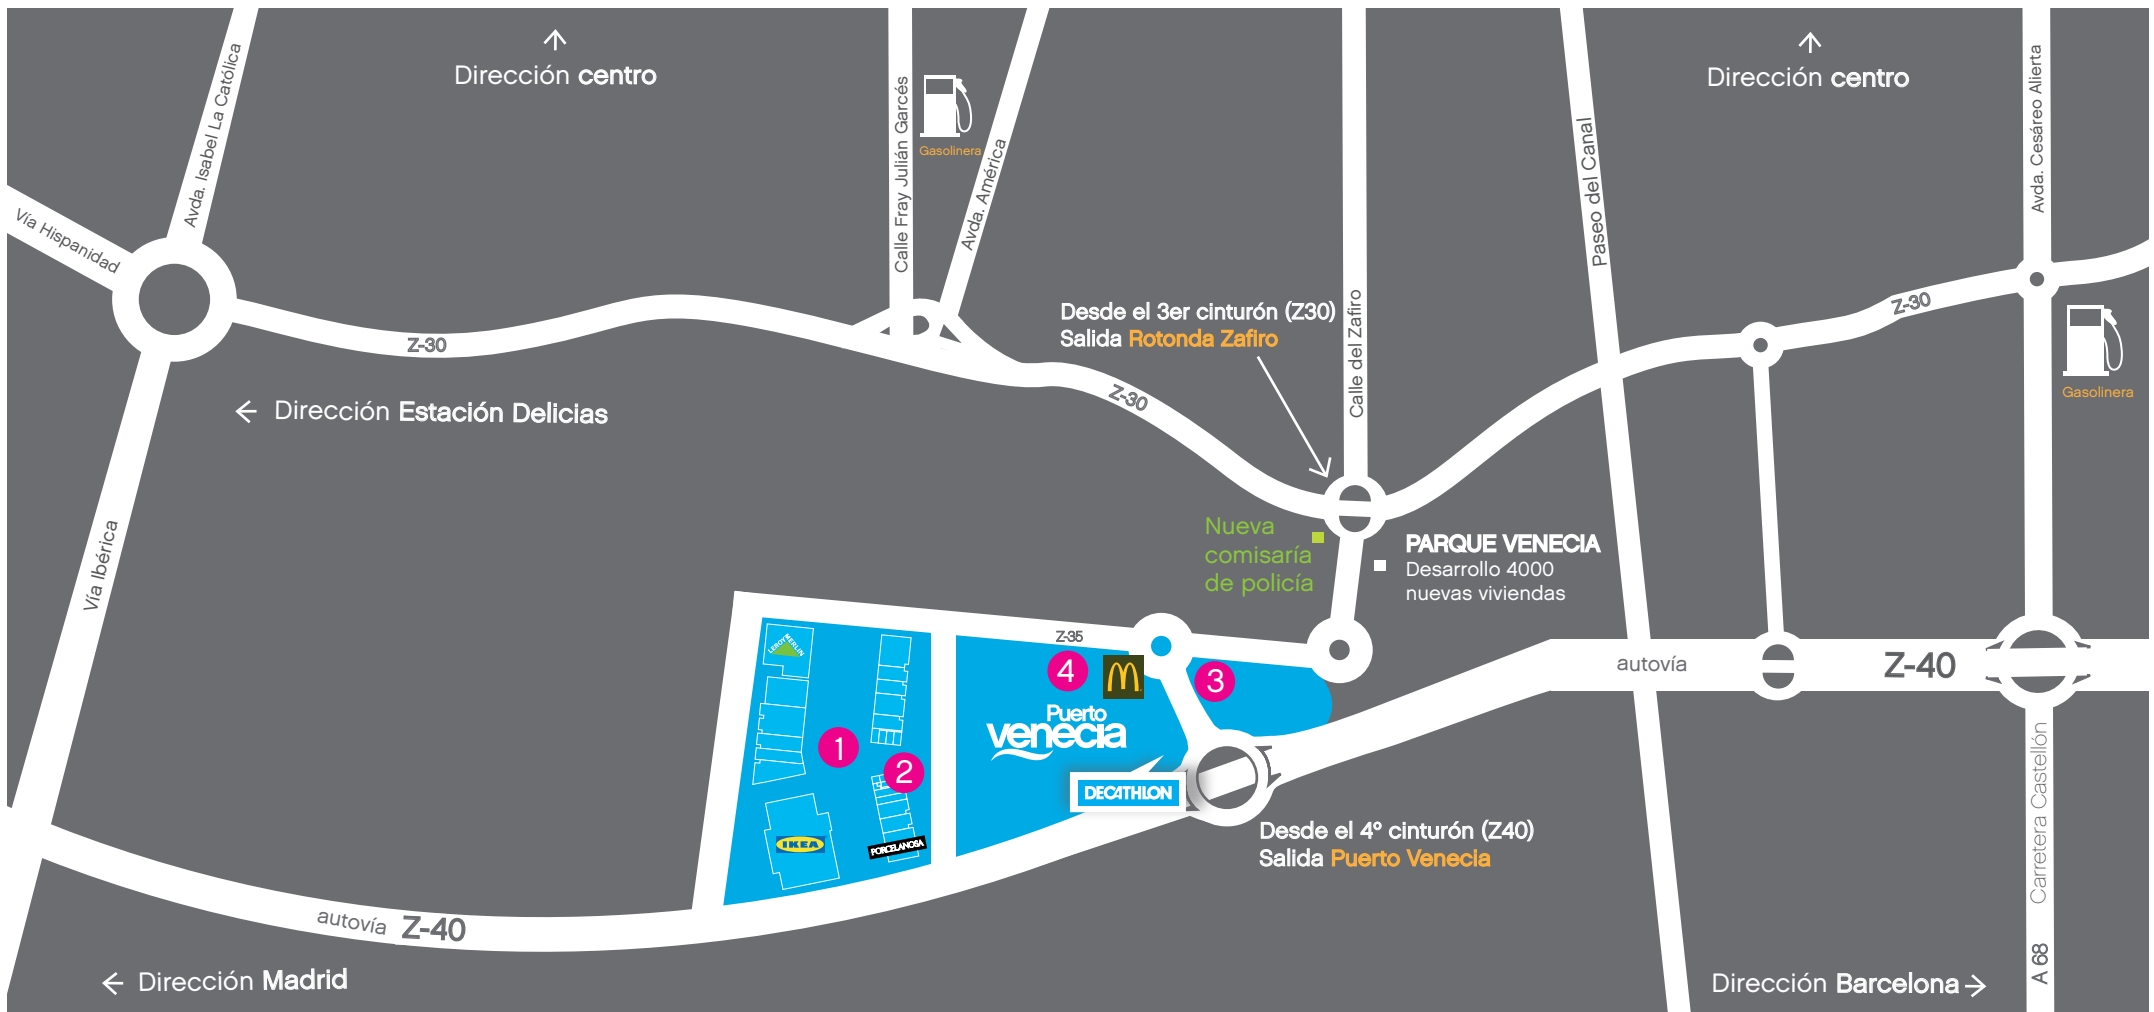 Dirección centro
Dirección centro
Avda. Isabel La Católica
Vía Hispanidad
Calle Fray Julián Garcés
Gasolinera
Avda. América
Paseo del Canal
Avda. Cesáreo Alierta
Z-30
Desde el 3er cinturón (Z30)
Salida Rotonda Zafiro
Calle del Zafiro
Z-30
Z-30
Gasolinera
Dirección Estación Delicias
Vía Ibérica
Nueva
comisaría
de policía
PARQUE VENECIA
Desarrollo 4000
nuevas viviendas
Z-35
LEROY MERLIN
4
3
Puerto
venecia
1
2
DECATHLON
IKEA
PORCELANOSA
autovía Z-40
Desde el 4º cinturón (Z40)
Salida Puerto Venecia
Carretera Castellón
A 68
autovía Z-40
Dirección Madrid
Dirección Barcelona